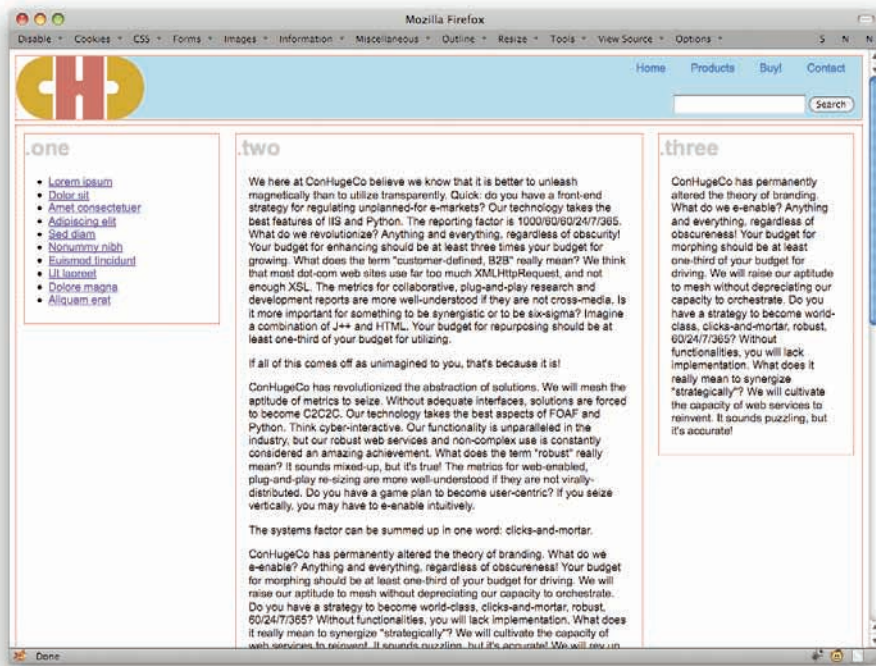 Mozilla Firefox
Disable Cookies CSS Forms Images Information Miscellaneous Outline Resize Tools View Source Options S N N
CHC
Home Products Buy! Contact
Search
.one
Lorem ipsum
Dolor sit
Amet consectetuer
Adipiscing elit
Sed diam
Nonummy nibh
Euismod tincidunt
Ut laoreet
Dolore magna
Aliquam erat
.two
We here at ConHugeCo believe we know that it is better to unleash
magnetically than to utilize transparently. Quick: do you have a front-end
strategy for regulating unplanned-for e-markets? Our technology takes the
best features of IIS and Python. The reporting factor is 1000/60/60/24/7/365.
What do we revolutionize? Anything and everything, regardless of obscurity!
Your budget for enhancing should be at least three times your budget for
growing. What does the term "customer-defined, B2B" really mean? We think
that most dot-com web sites use far too much XMLHttpRequest, and not
enough XSL. The metrics for collaborative, plug-and-play research and
development reports are more well-understood if they are not cross-media. Is
it more important for something to be synergistic or to be six-sigma? Imagine
a combination of J++ and HTML. Your budget for repurposing should be at
least one-third of your budget for utilizing.
If all of this comes off as unimagined to you, that's because it is!
ConHugeCo has revolutionized the abstraction of solutions. We will mesh the
aptitude of metrics to seize. Without adequate interfaces, solutions are forced
to become C2C2C. Our technology takes the best aspects of FOAF and
Python. Think cyber-interactive. Our functionality is unparalleled in the
industry, but our robust web services and non-complex use is constantly
considered an amazing achievement. What does the term "robust" really
mean? It sounds mixed-up, but it's true! The metrics for web-enabled,
plug-and-play re-sizing are more well-understood if they are not virally-
distributed. Do you have a game plan to become user-centric? If you seize
vertically, you may have to e-enable intuitively.
The systems factor can be summed up in one word: clicks-and-mortar.
ConHugeCo has permanently altered the theory of branding. What do we
e-enable? Anything and everything, regardless of obscureness! Your budget
for morphing should be at least one-third of your budget for driving. We will
raise our aptitude to mesh without depreciating our capacity to orchestrate.
Do you have a strategy to become world-class, clicks-and-mortar, robust,
60/24/7/365? Without functionalities, you will lack implementation. What does
it really mean to synergize "strategically"? We will cultivate the capacity of
web services to reinvent. It sounds puzzling, but it's accurate! We will rev up
.three
ConHugeCo has permanently
altered the theory of branding.
What do we e-enable? Anything
and everything, regardless of
obscureness! Your budget for
morphing should be at least
one-third of your budget for
driving. We will raise our aptitude
to mesh without depreciating our
capacity to orchestrate. Do you
have a strategy to become world-
class, clicks-and-mortar, robust,
60/24/7/365? Without
functionalities, you will lack
implementation. What does it
really mean to synergize
"strategically"? We will cultivate
the capacity of web services to
reinvent. It sounds puzzling, but
it's accurate!
Done